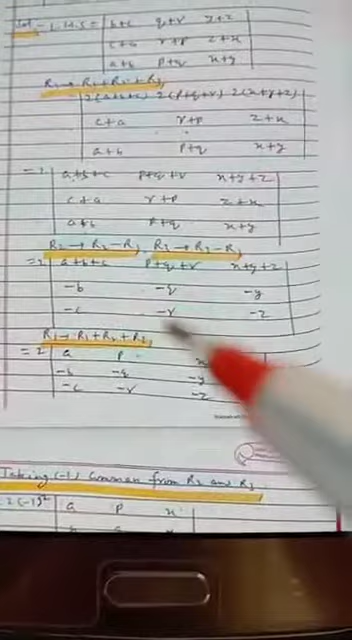 Sol - L.H.S = | b+c q+r y+z |
| c+a r+p z+x |
| a+b p+q x+y |
R₁ → R₁+R₂+R₃
| 2(a+b+c) 2(p+q+r) 2(x+y+z) |
| c+a r+p z+x |
| a+b p+q x+y |
=2 | a+b+c p+q+r x+y+z |
| c+a r+p z+x |
| a+b p+q x+y |
R₂ → R₂-R₁, R₃ → R₃-R₁
=2 | a+b+c p+q+r x+y+z |
| -b -q -y |
| -c -r -z |
R₁ → R₁+R₂+R₃
=2 | a p x
| -b -q -y
| -c -r -z
Taking (-1) Common from R₂ and R₃
2(-1)² | a p x |